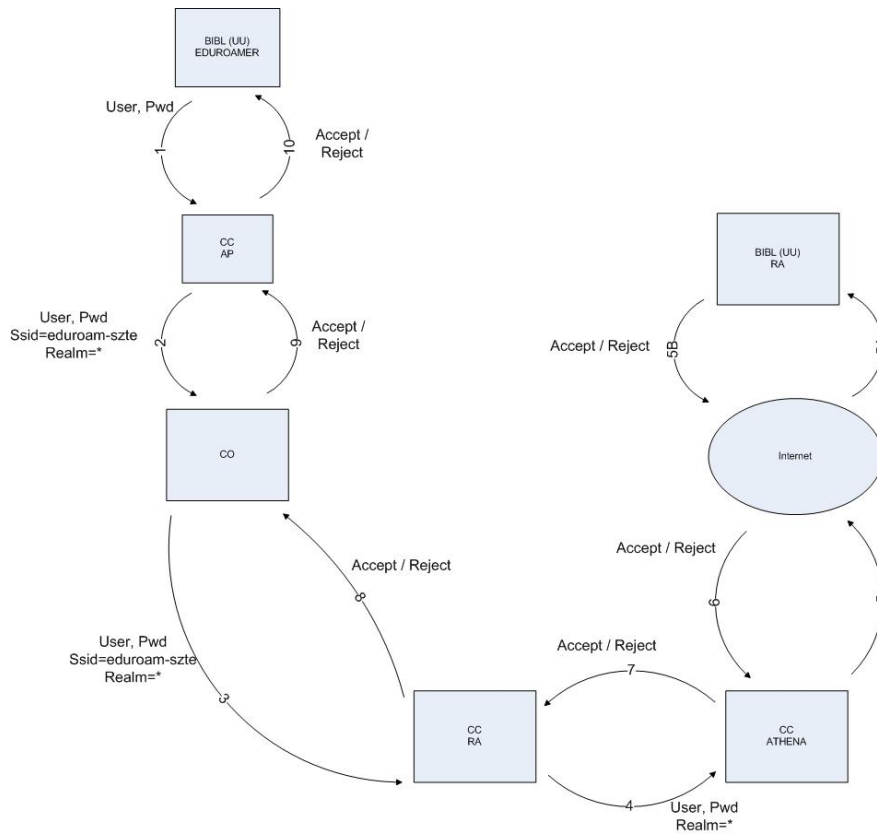 BIBL (UU)
EDUROAMER
User, Pwd
1
10
Accept /
Reject
CC
AP
BIBL (UU)
RA
User, Pwd
Ssid=eduroam-szte
Realm=*
2
9
Accept /
Reject
Accept / Reject
5B
CO
Internet
Accept / Reject
6
Accept / Reject
8
User, Pwd
Ssid=eduroam-szte
Realm=*
3
Accept / Reject
7
CC
RA
CC
ATHENA
4
User, Pwd
Realm=*